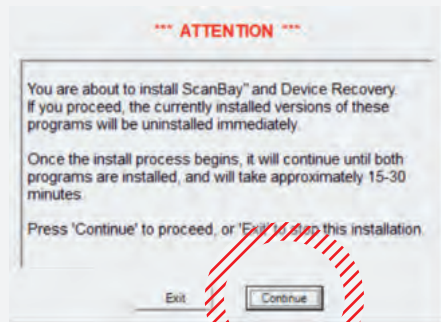 *** ATTENTION ***
You are about to install ScanBay" and Device Recovery.
If you proceed, the currently installed versions of these
programs will be uninstalled immediately.
Once the install process begins, it will continue until both
programs are installed, and will take approximately 15-30
minutes.
Press 'Continue' to proceed, or 'Exit' to stop this installation.
Exit
Continue